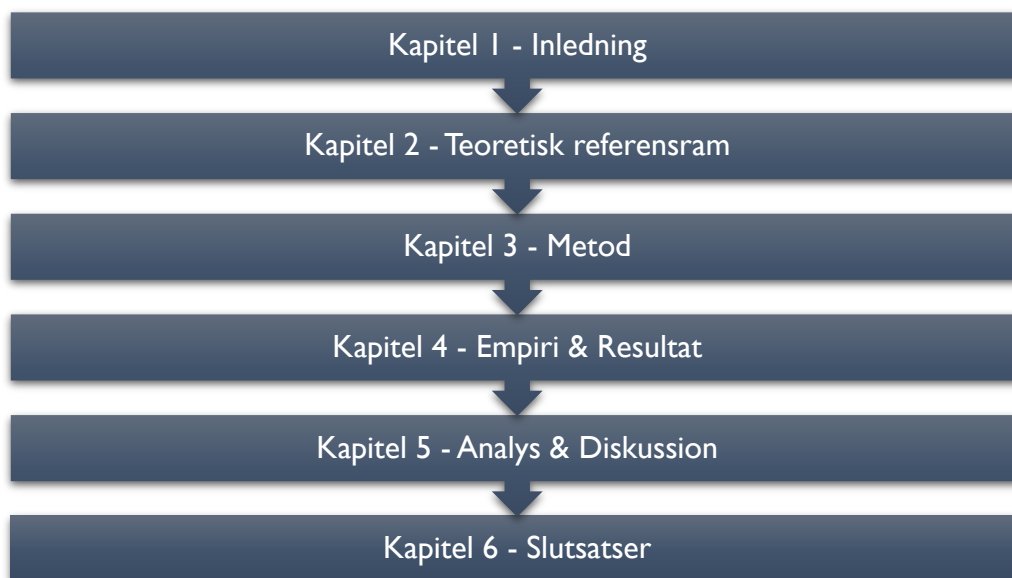 Kapitel 1 - Inledning
Kapitel 2 - Teoretisk referensram
Kapitel 3 - Metod
Kapitel 4 - Empiri & Resultat
Kapitel 5 - Analys & Diskussion
Kapitel 6 - Slutsatser